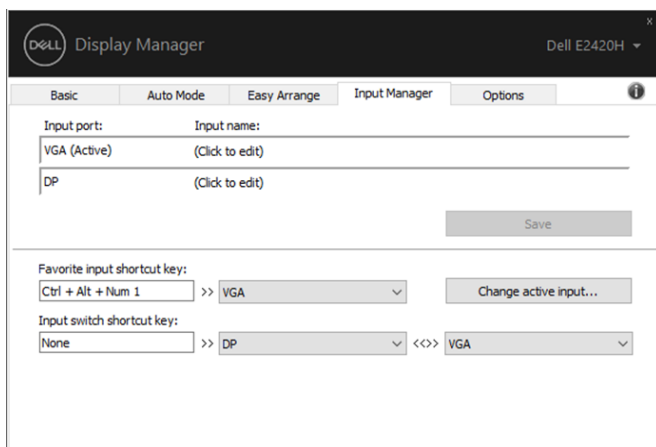 x
DELL Display Manager Dell E2420H
Basic Auto Mode Easy Arrange Input Manager Options i
Input port: Input name:
VGA (Active) (Click to edit)
DP (Click to edit)
Save
Favorite input shortcut key:
Ctrl + Alt + Num 1 >> VGA Change active input...
Input switch shortcut key:
None >> DP <<>> VGA